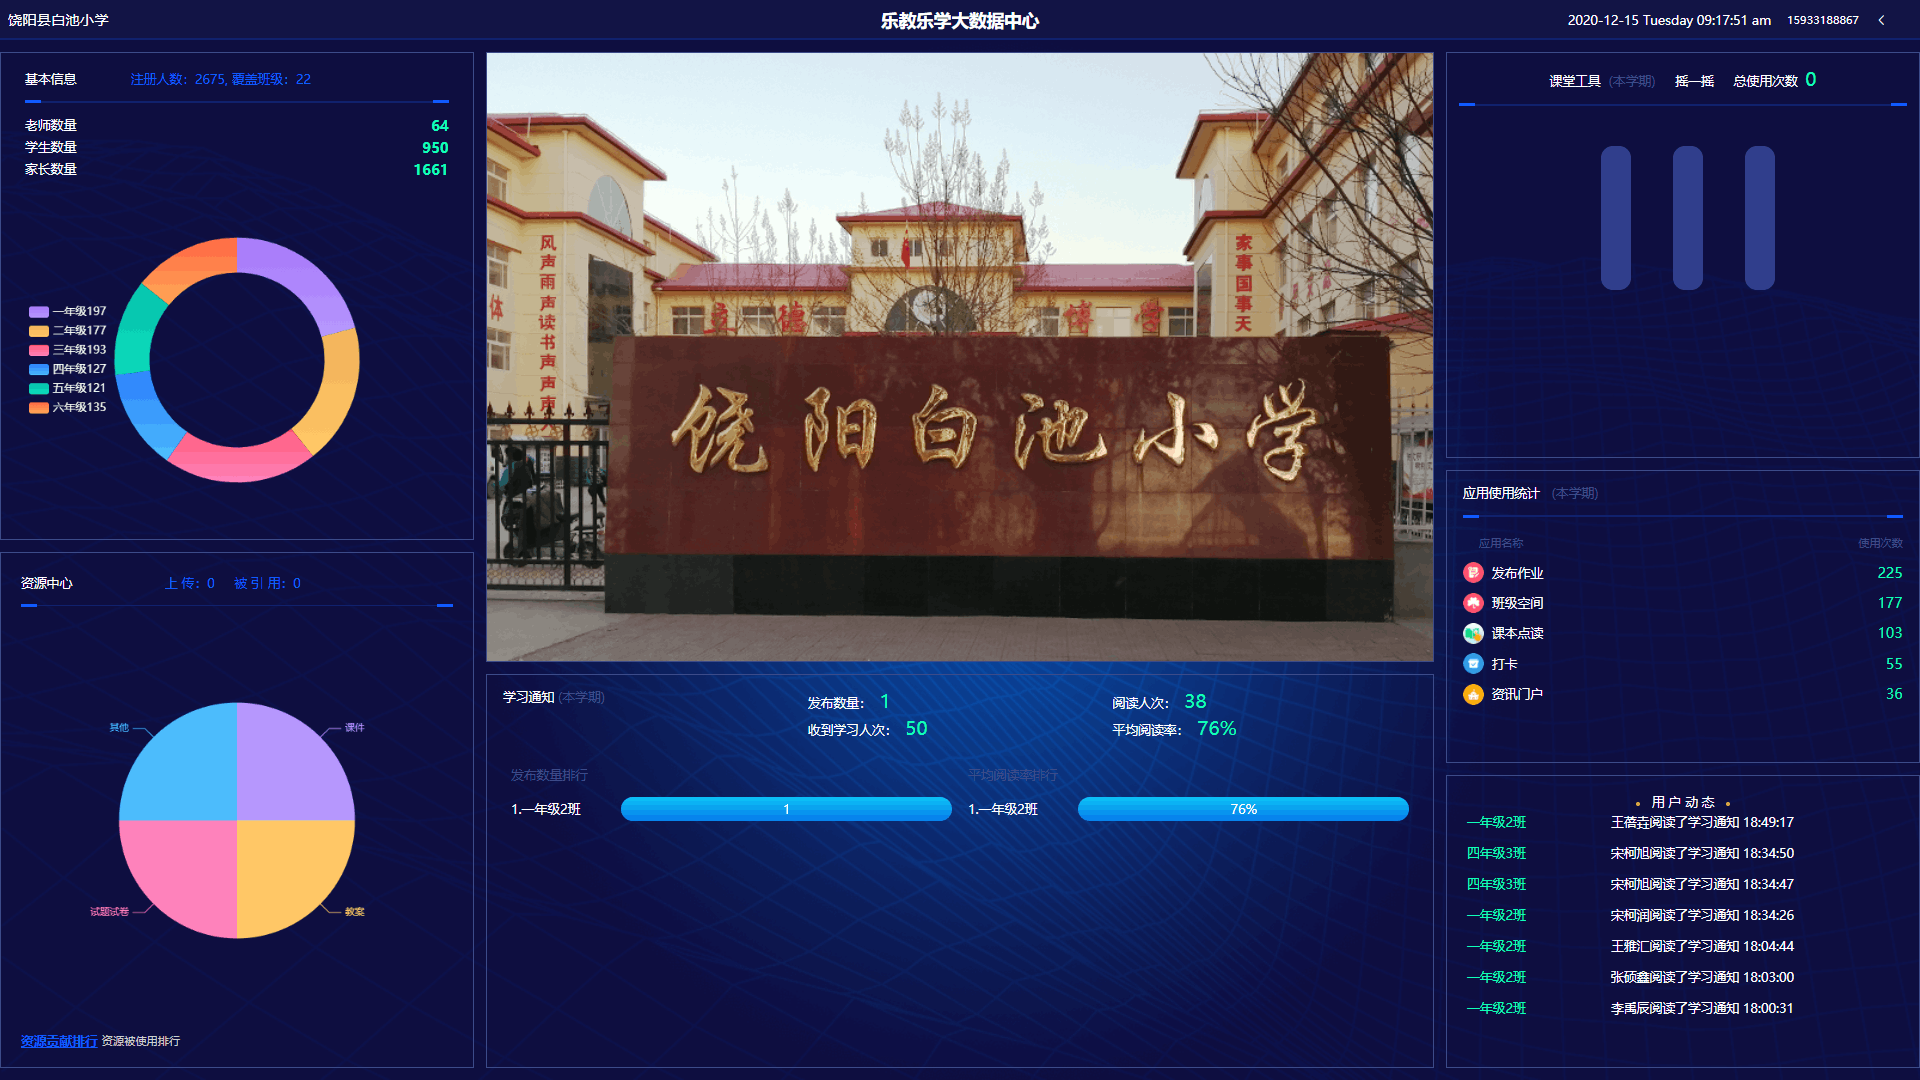 饶阳县白池小学
乐教乐学大数据中心
2020-12-15 Tuesday 09:17:51 am 15933188867
基本信息 注册人数：2675, 覆盖班级：22
老师数量 64
学生数量 950
家长数量 1661
一年级197
二年级177
三年级193
四年级127
五年级121
六年级135
资源中心 上 传：0 被 引 用：0
其他
课件
试题试卷
教案
资源贡献排行 资源被使用排行
风声雨声读书声声声
家事国事天
体
立 德
博 学
饶阳白池小学
学习通知 (本学期)
发布数量： 1
阅读人次： 38
收到学习人次： 50
平均阅读率： 76%
发布数量排行
平均阅读率排行
1.一年级2班 1
1.一年级2班 76%
课堂工具 (本学期) 摇一摇 总使用次数 0
应用使用统计 (本学期)
应用名称 使用次数
发布作业 225
班级空间 177
课本点读 103
打卡 55
资讯门户 36
用 户 动 态
一年级2班 王蓓垚阅读了学习通知 18:49:17
四年级3班 宋柯旭阅读了学习通知 18:34:50
四年级3班 宋柯旭阅读了学习通知 18:34:47
一年级2班 宋柯润阅读了学习通知 18:34:26
一年级2班 王雅汇阅读了学习通知 18:04:44
一年级2班 张硕鑫阅读了学习通知 18:03:00
一年级2班 李禹辰阅读了学习通知 18:00:31